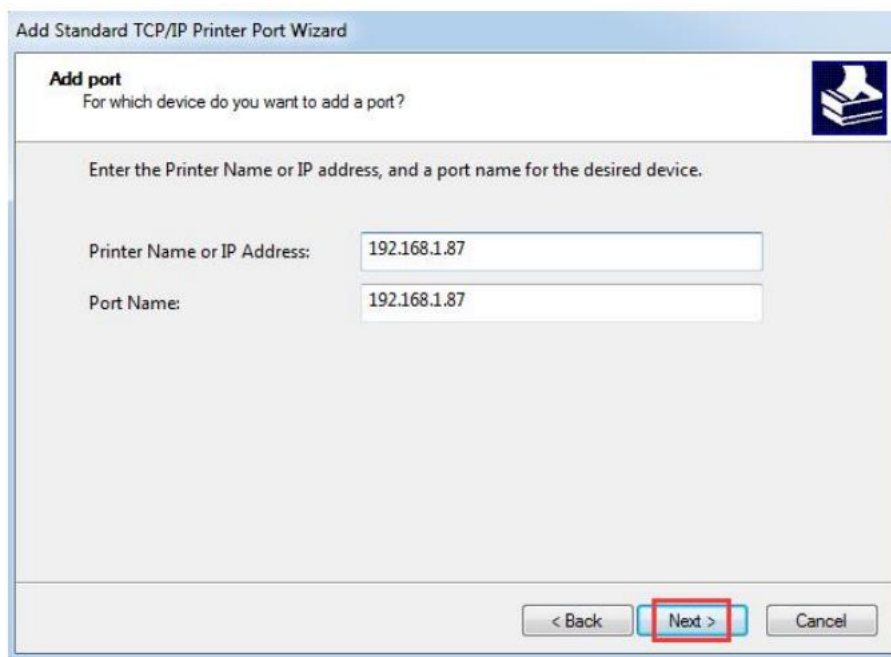 Add Standard TCP/IP Printer Port Wizard
Add port
For which device do you want to add a port?
Enter the Printer Name or IP address, and a port name for the desired device.
Printer Name or IP Address: 192.168.1.87
Port Name: 192.168.1.87
< Back Next > Cancel